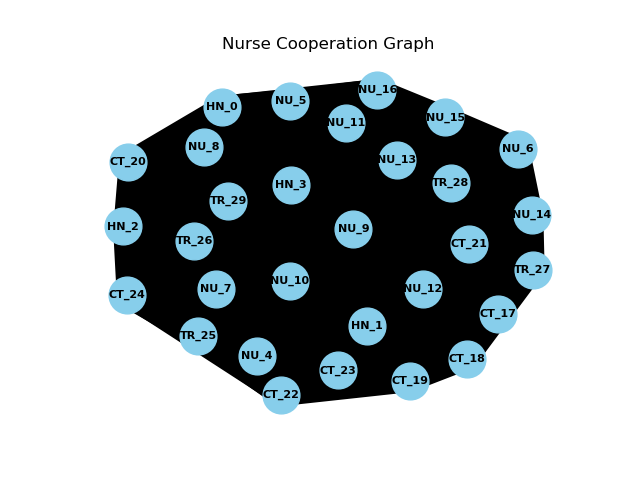 Nurse Cooperation Graph
NU_16
NU_5
HN_0
NU_15
NU_11
NU_8
NU_6
NU_13
CT_20
TR_28
HN_3
TR_29
NU_14
HN_2
NU_9
TR_26
CT_21
TR_27
NU_10
NU_7
NU_12
CT_24
CT_17
HN_1
TR_25
NU_4
CT_18
CT_23
CT_19
CT_22